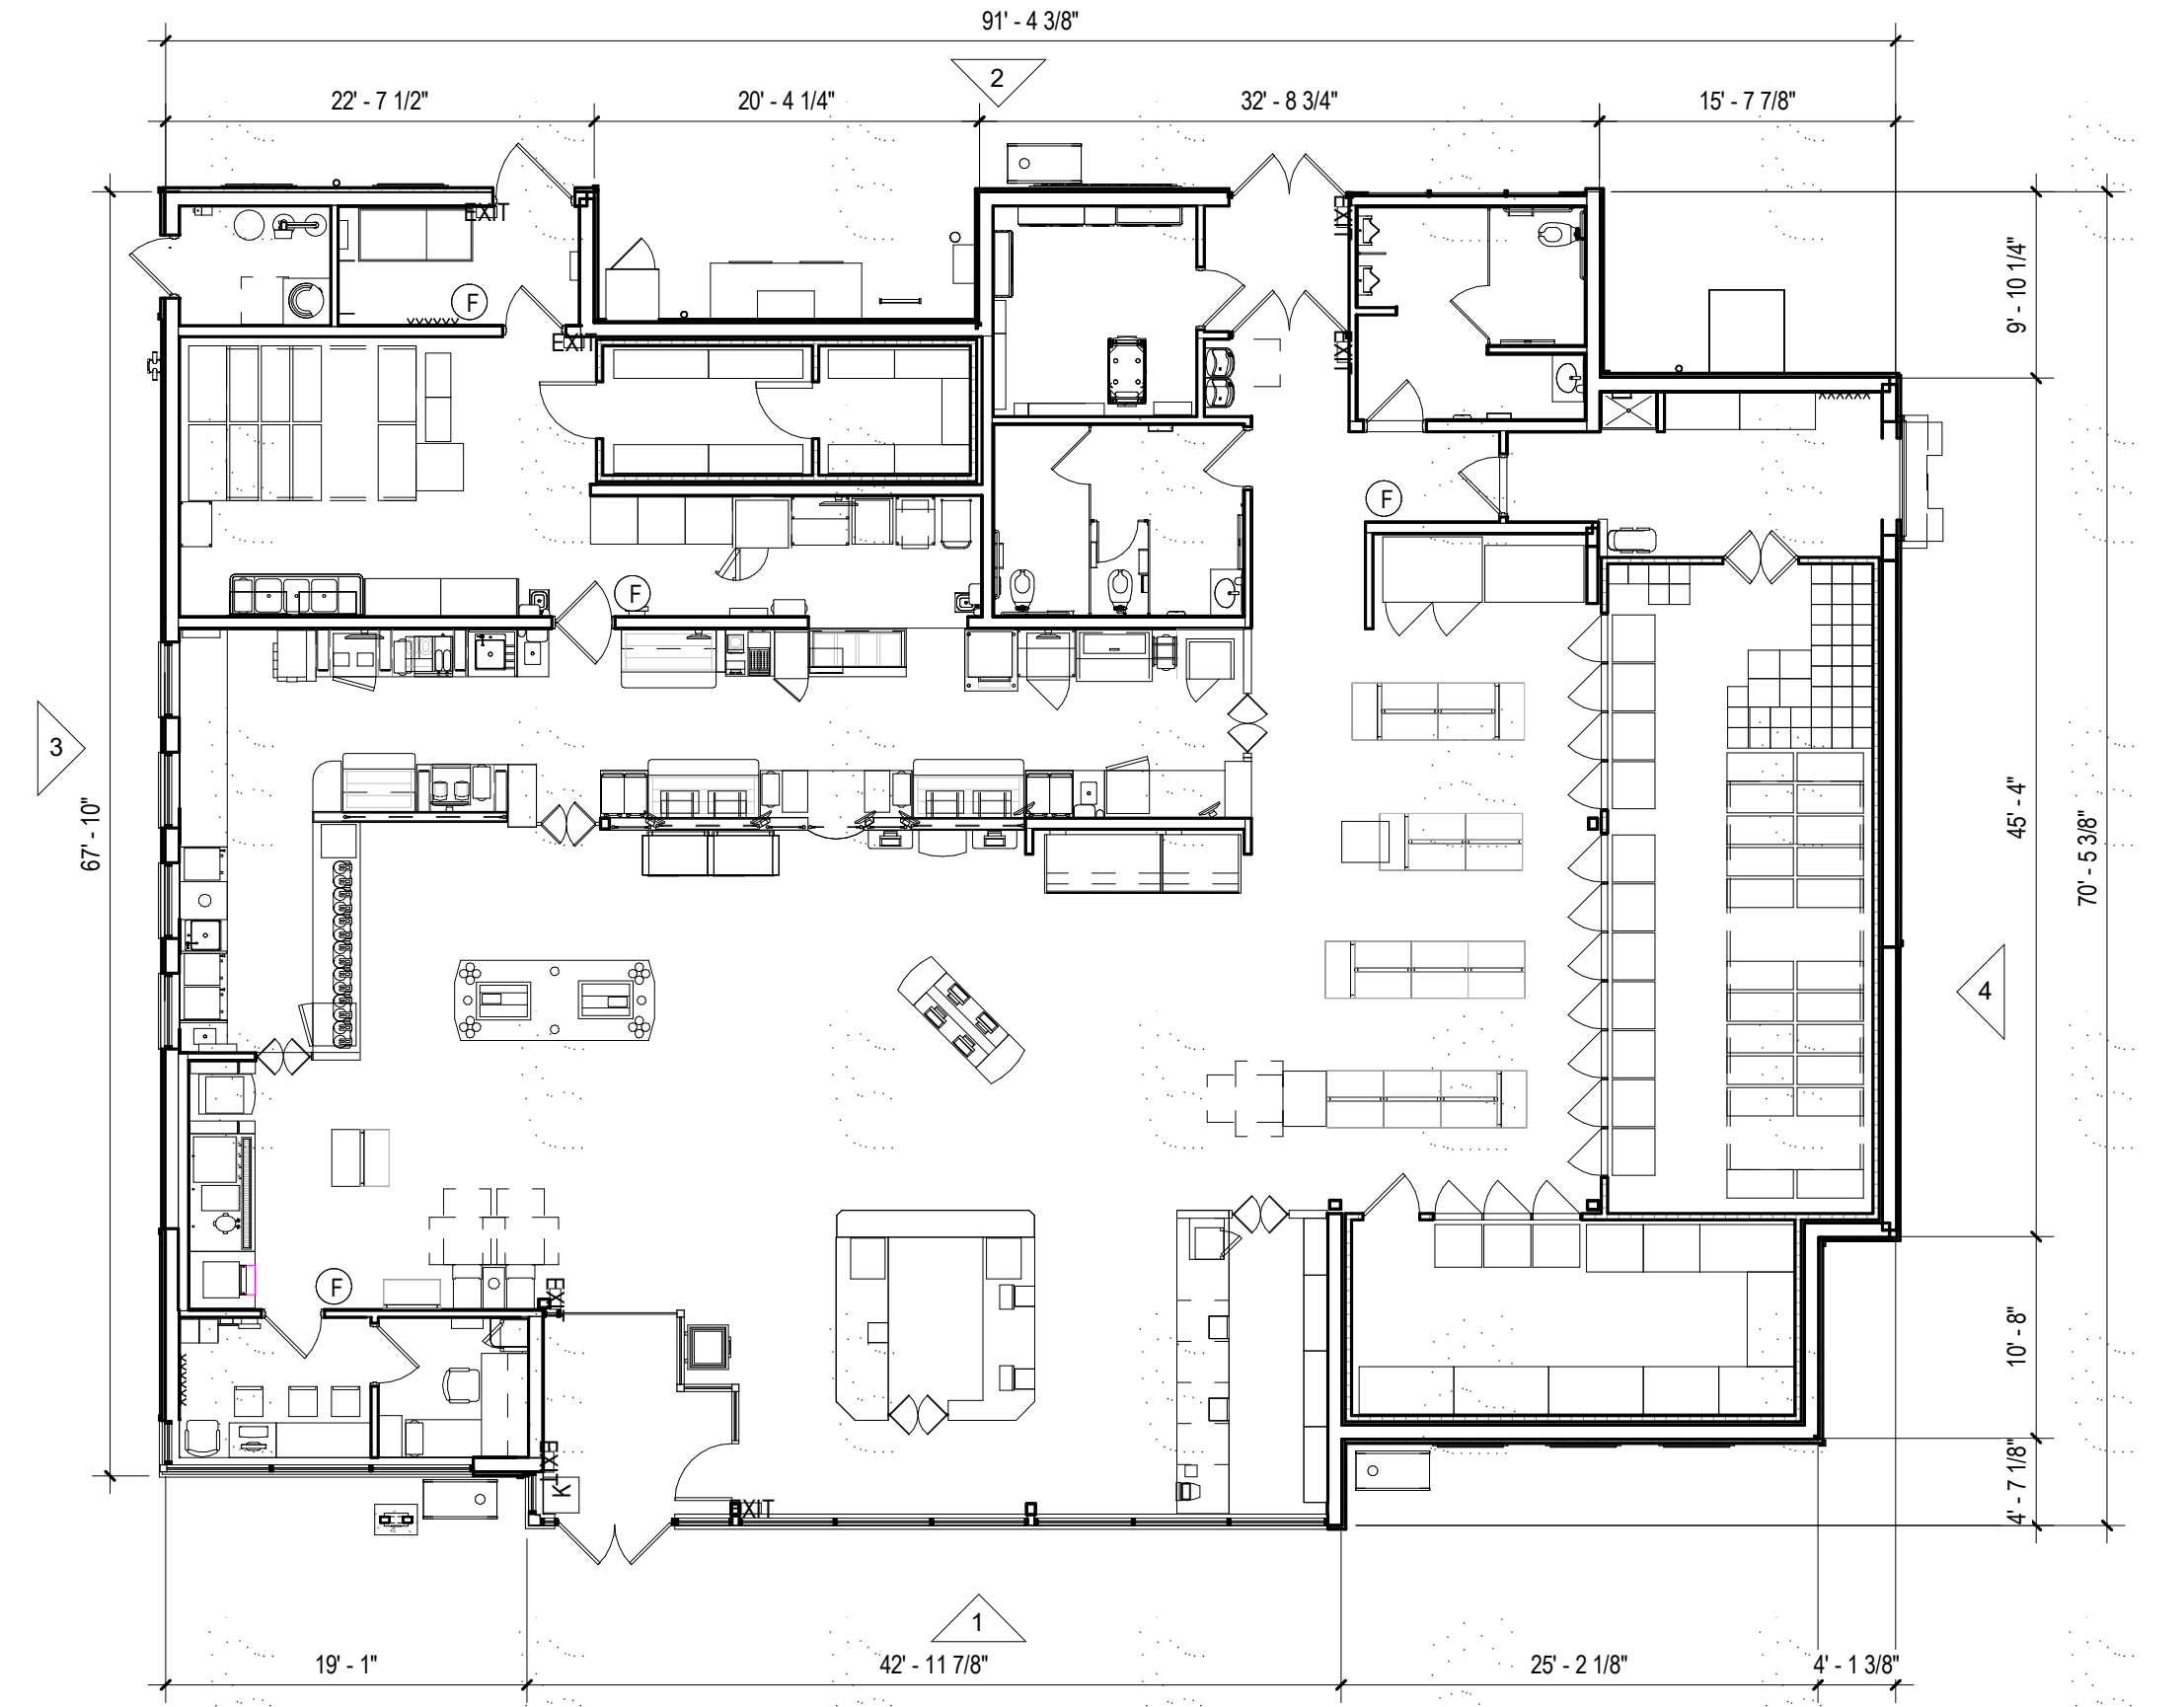 91' - 4 3/8"
2
22' - 7 1/2"
20' - 4 1/4"
32' - 8 3/4"
15' - 7 7/8"
EXIT
EXIT
F
9' - 10 1/4"
EXIT
EXIT
F
F
3
67' - 10"
45' - 4"
70' - 5 3/8"
4
F
EXIT
10' - 8"
EXIT
K
EXIT
4' - 7 1/8"
1
19' - 1"
42' - 11 7/8"
25' - 2 1/8"
4' - 1 3/8"